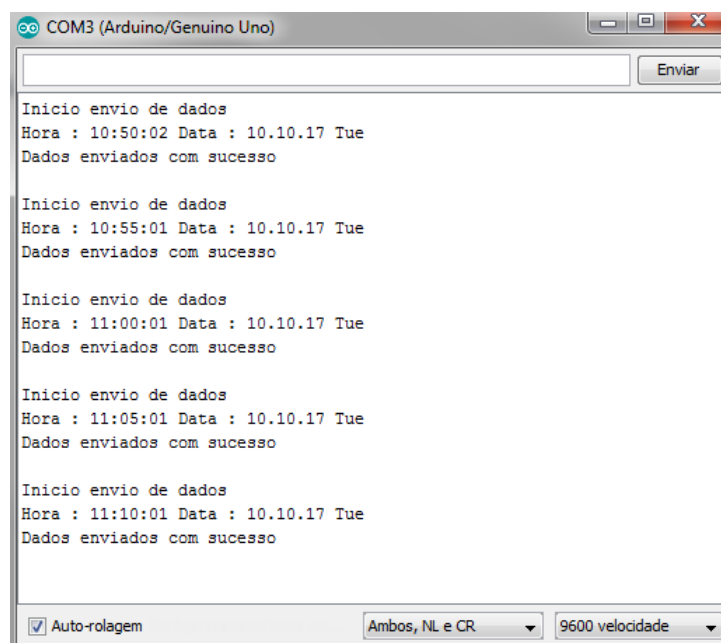 COM3 (Arduino/Genuino Uno)
Enviar
Inicio envio de dados
Hora : 10:50:02 Data : 10.10.17 Tue
Dados enviados com sucesso
Inicio envio de dados
Hora : 10:55:01 Data : 10.10.17 Tue
Dados enviados com sucesso
Inicio envio de dados
Hora : 11:00:01 Data : 10.10.17 Tue
Dados enviados com sucesso
Inicio envio de dados
Hora : 11:05:01 Data : 10.10.17 Tue
Dados enviados com sucesso
Inicio envio de dados
Hora : 11:10:01 Data : 10.10.17 Tue
Dados enviados com sucesso
Auto-rolagem Ambos, NL e CR 9600 velocidade